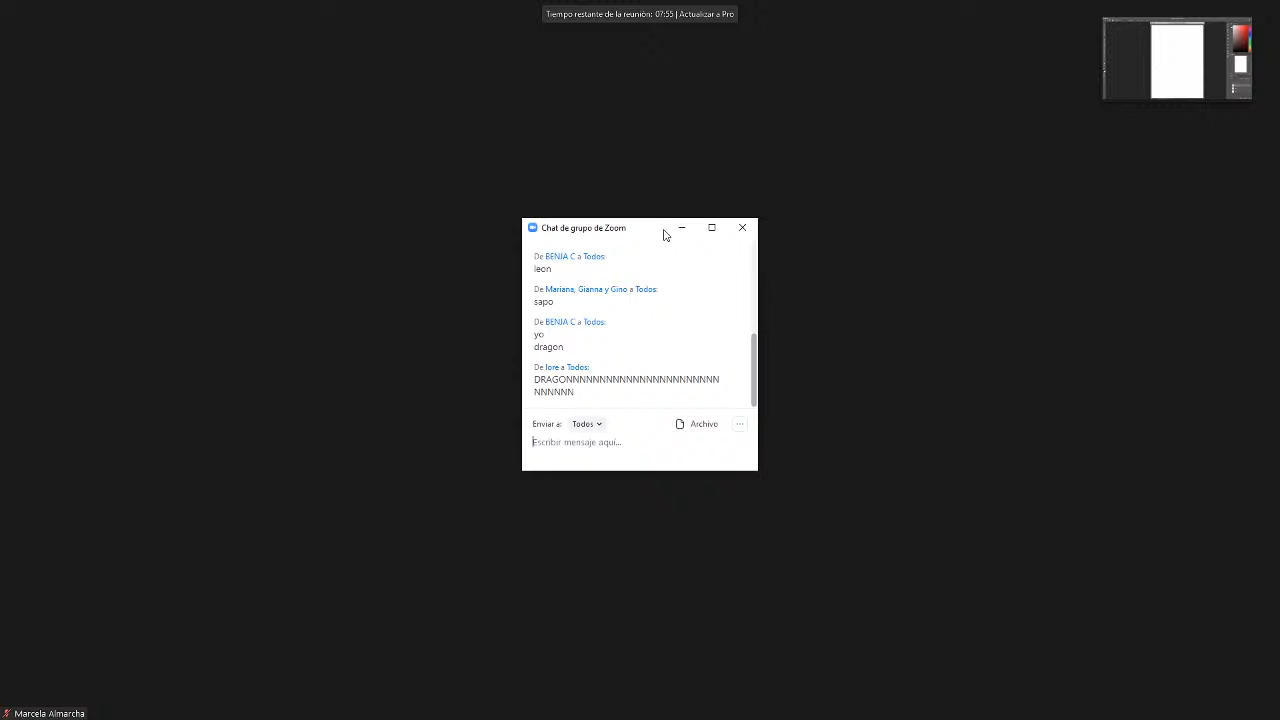 Tiempo restante de la reunión: 07:55 | Actualizar a Pro
Chat de grupo de Zoom
De BENJA C a Todos:
leon
De Mariana, Gianna y Gino a Todos:
sapo
De BENJA C a Todos:
yo
dragon
De lore a Todos:
DRAGONNNNNNNNNNNNNNNNNNNNNNNN
NNNNNN
Enviar a: Todos Archivo ...
Escribir mensaje aquí...
Marcela Almarcha